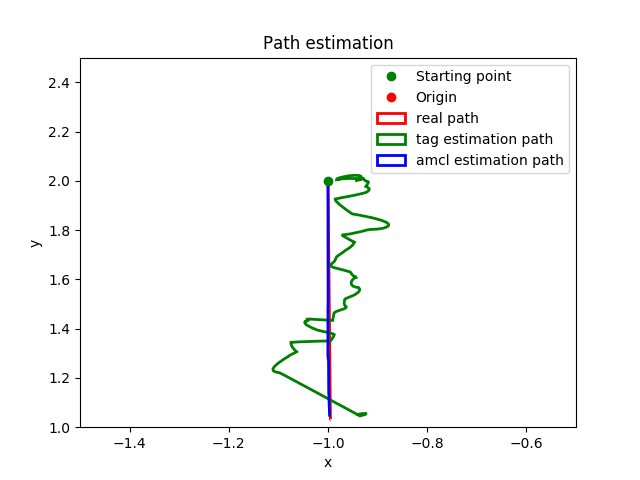 Path estimation
Starting point
Origin
real path
tag estimation path
amcl estimation path
y
2.4
2.2
2.0
1.8
1.6
1.4
1.2
1.0
−1.4
−1.2
−1.0
−0.8
−0.6
x